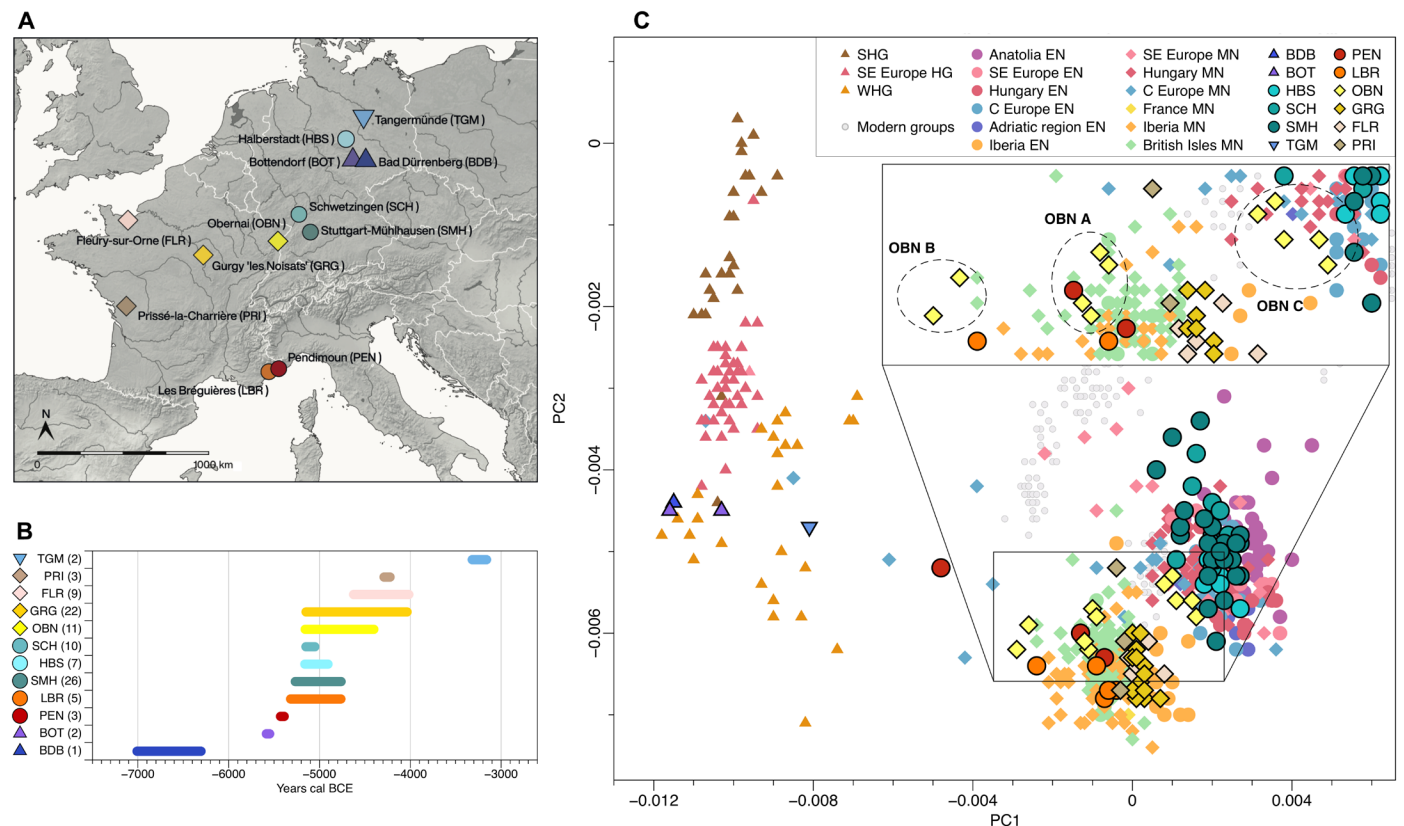 A
Tangermünde (TGM )
Halberstadt (HBS )
Bottendorf (BOT )
Bad Dürrenberg (BDB )
Schwetzingen (SCH )
Obernai (OBN )
Stuttgart-Mühlhausen (SMH )
Fleury-sur-Orne (FLR )
Gurgy 'les Noisats' (GRG )
Prissé-la-Charrière (PRI )
Pendimoun (PEN )
Les Bréguières (LBR )
N
0
1000 km
B
TGM (2)
PRI (3)
FLR (9)
GRG (22)
OBN (11)
SCH (10)
HBS (7)
SMH (26)
LBR (5)
PEN (3)
BOT (2)
BDB (1)
−7000 −6000 −5000 −4000 −3000
Years cal BCE
C
SHG
SE Europe HG
WHG
Modern groups
Anatolia EN
SE Europe EN
Hungary EN
C Europe EN
Adriatic region EN
Iberia EN
SE Europe MN
Hungary MN
C Europe MN
France MN
Iberia MN
British Isles MN
BDB
BOT
HBS
SCH
SMH
TGM
PEN
LBR
OBN
GRG
FLR
PRI
OBN A
OBN B
OBN C
0
−0.002
−0.004
−0.006
PC2
−0.012 −0.008 −0.004 0 0.004
PC1